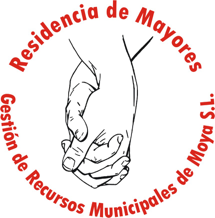 Residencia de Mayores
Gestión de Recursos Municipales de Moya S.L.